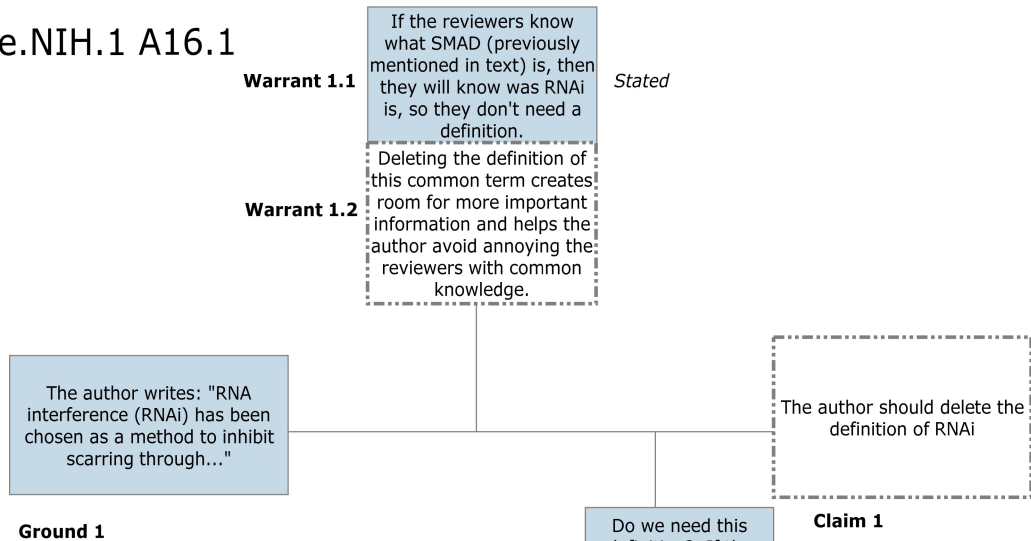 e.NIH.1 A16.1
If the reviewers know
what SMAD (previously
mentioned in text) is, then
they will know was RNAi
is, so they don't need a
definition.
Warrant 1.1
Stated
Deleting the definition of
this common term creates
room for more important
information and helps the
author avoid annoying the
reviewers with common
knowledge.
Warrant 1.2
The author writes: "RNA
interference (RNAi) has been
chosen as a method to inhibit
scarring through..."
Ground 1
The author should delete the
definition of RNAi
Claim 1
Do we need this